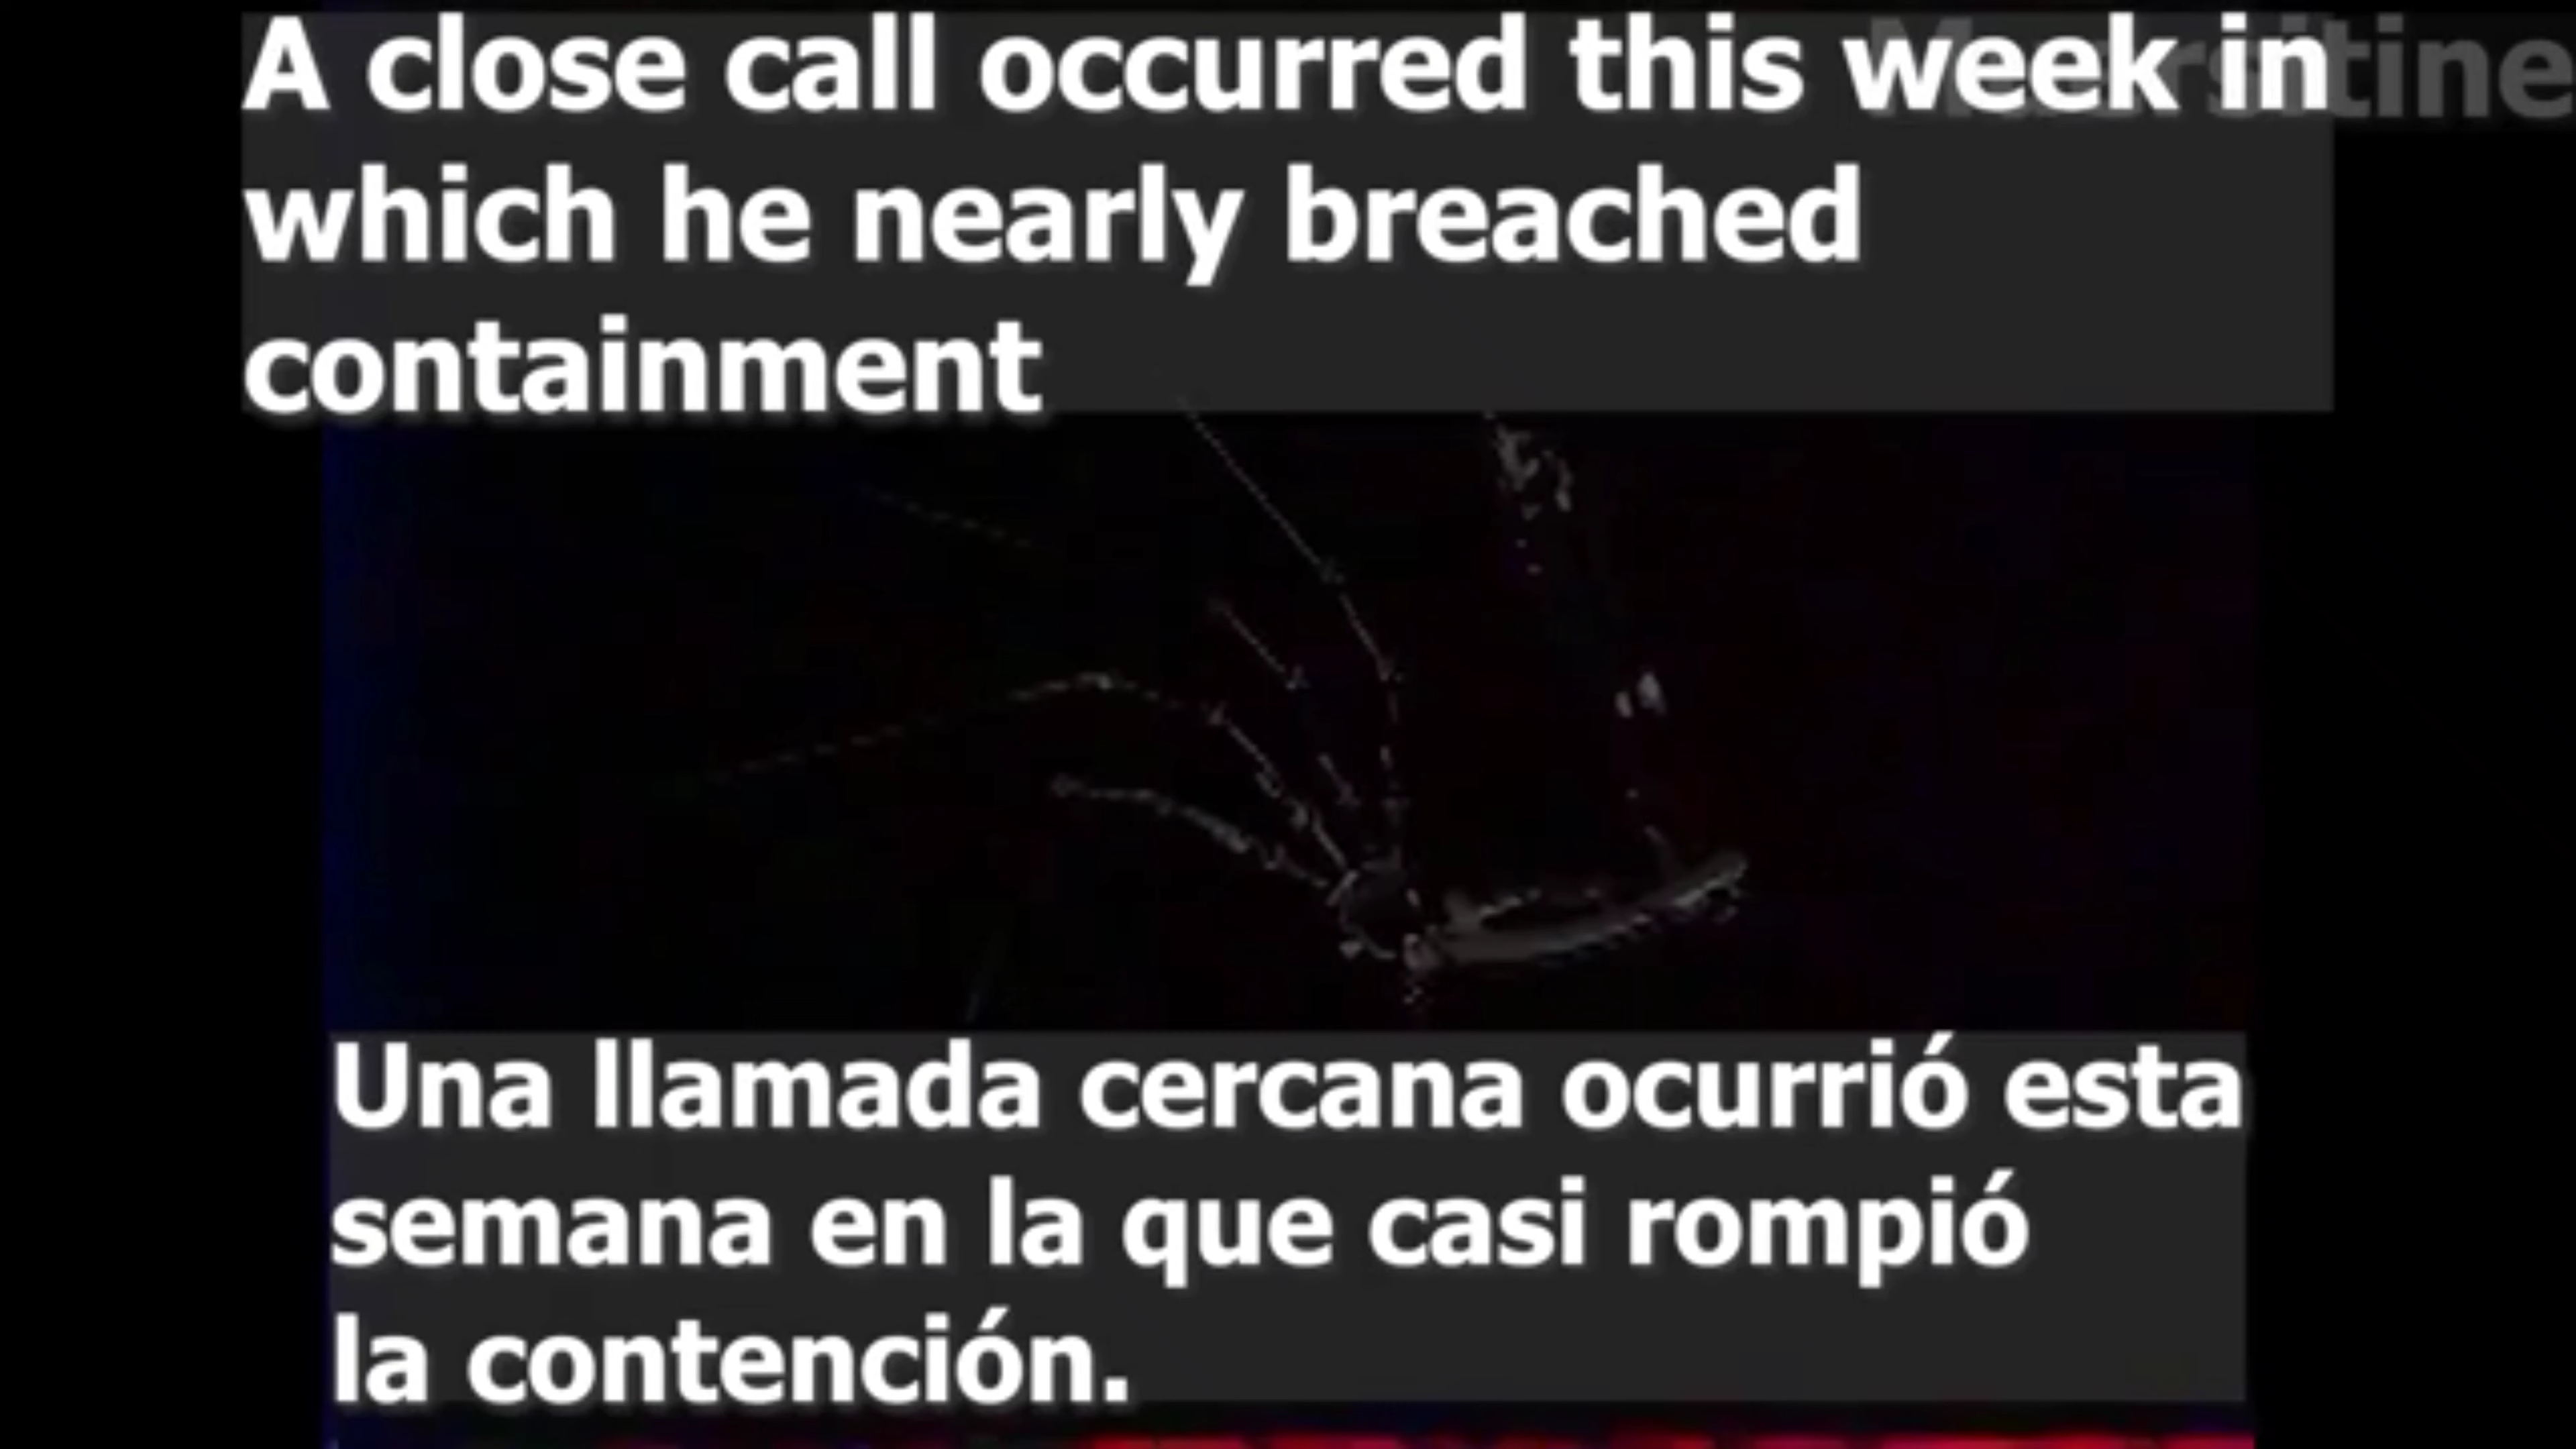 A close call occurred this week in
which he nearly breached
containment
Una llamada cercana ocurrió esta
semana en la que casi rompió
la contención.